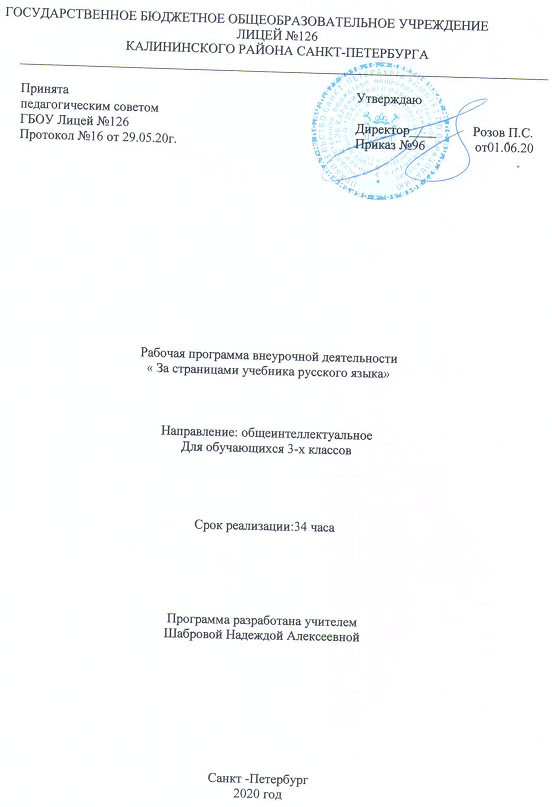 ГОСУДАРСТВЕННОЕ БЮДЖЕТНОЕ ОБЩЕОБРАЗОВАТЕЛЬНОЕ УЧРЕЖДЕНИЕ
ЛИЦЕЙ №126
КАЛИНИНСКОГО РАЙОНА САНКТ-ПЕТЕРБУРГА
Принята
педагогическим советом
ГБОУ Лицей №126
Протокол №16 от 29.05.20г.
Утверждаю
Директор Розов П.С.
Приказ №96 от01.06.20
Рабочая программа внеурочной деятельности
« За страницами учебника русского языка»
Направление: общеинтеллектуальное
Для обучающихся 3-х классов
Срок реализации:34 часа
Программа разработана учителем
Шабровой Надеждой Алексеевной
Санкт -Петербург
2020 год